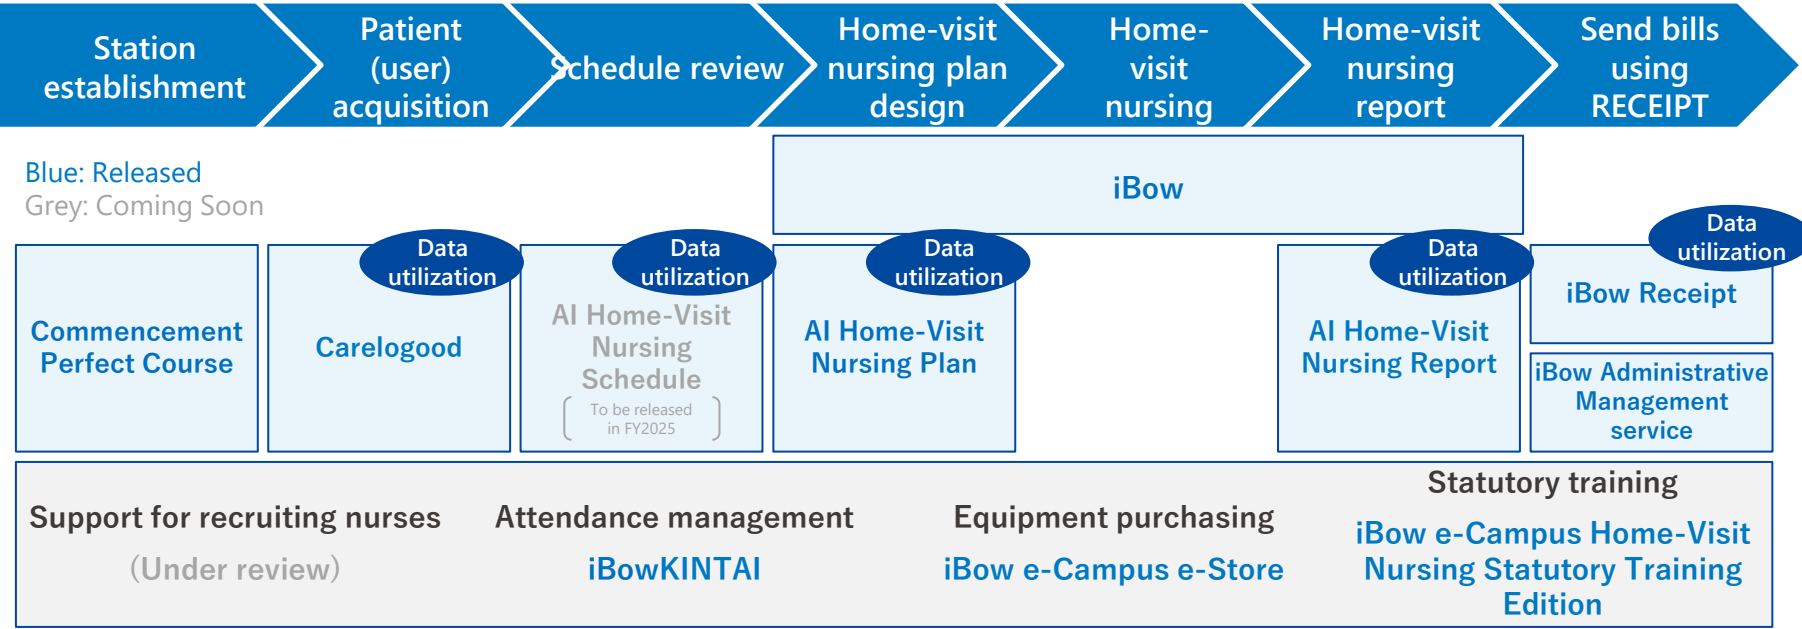 Station
establishment
Patient
(user)
acquisition
Schedule review
Home-visit
nursing plan
design
Home-
visit
nursing
Home-visit
nursing
report
Send bills
using
RECEIPT
Blue: Released
Grey: Coming Soon
iBow
Commencement
Perfect Course
Data
utilization
Carelogood
Data
utilization
AI Home-Visit
Nursing
Schedule
To be released
in FY2025
Data
utilization
AI Home-Visit
Nursing Plan
Data
utilization
AI Home-Visit
Nursing Report
Data
utilization
iBow Receipt
iBow Administrative
Management
service
Support for recruiting nurses
(Under review)
Attendance management
iBowKINTAI
Equipment purchasing
iBow e-Campus e-Store
Statutory training
iBow e-Campus Home-Visit
Nursing Statutory Training
Edition